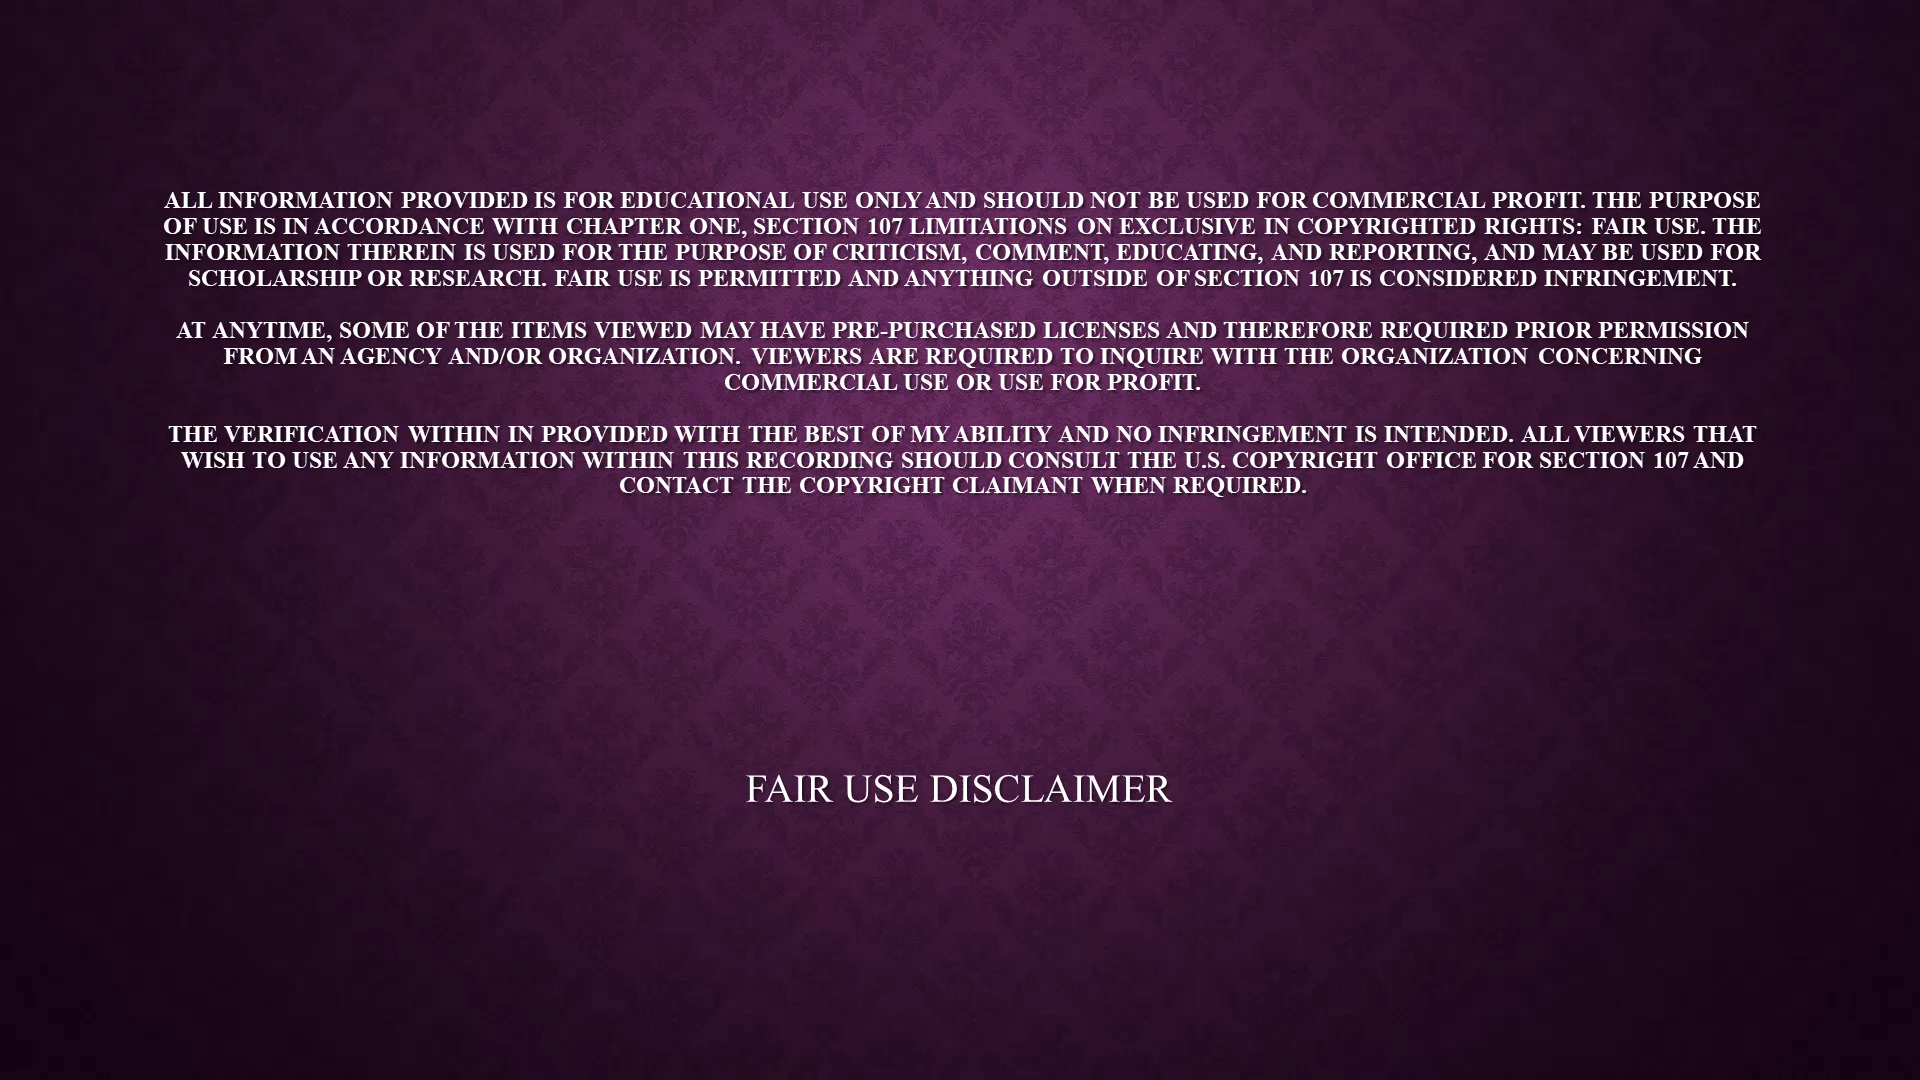 ALL INFORMATION PROVIDED IS FOR EDUCATIONAL USE ONLY AND SHOULD NOT BE USED FOR COMMERCIAL PROFIT. THE PURPOSE
OF USE IS IN ACCORDANCE WITH CHAPTER ONE, SECTION 107 LIMITATIONS ON EXCLUSIVE IN COPYRIGHTED RIGHTS: FAIR USE. THE
INFORMATION THEREIN IS USED FOR THE PURPOSE OF CRITICISM, COMMENT, EDUCATING, AND REPORTING, AND MAY BE USED FOR
SCHOLARSHIP OR RESEARCH. FAIR USE IS PERMITTED AND ANYTHING OUTSIDE OF SECTION 107 IS CONSIDERED INFRINGEMENT.
AT ANYTIME, SOME OF THE ITEMS VIEWED MAY HAVE PRE-PURCHASED LICENSES AND THEREFORE REQUIRED PRIOR PERMISSION
FROM AN AGENCY AND/OR ORGANIZATION. VIEWERS ARE REQUIRED TO INQUIRE WITH THE ORGANIZATION CONCERNING
COMMERCIAL USE OR USE FOR PROFIT.
THE VERIFICATION WITHIN IN PROVIDED WITH THE BEST OF MY ABILITY AND NO INFRINGEMENT IS INTENDED. ALL VIEWERS THAT
WISH TO USE ANY INFORMATION WITHIN THIS RECORDING SHOULD CONSULT THE U.S. COPYRIGHT OFFICE FOR SECTION 107 AND
CONTACT THE COPYRIGHT CLAIMANT WHEN REQUIRED.
FAIR USE DISCLAIMER